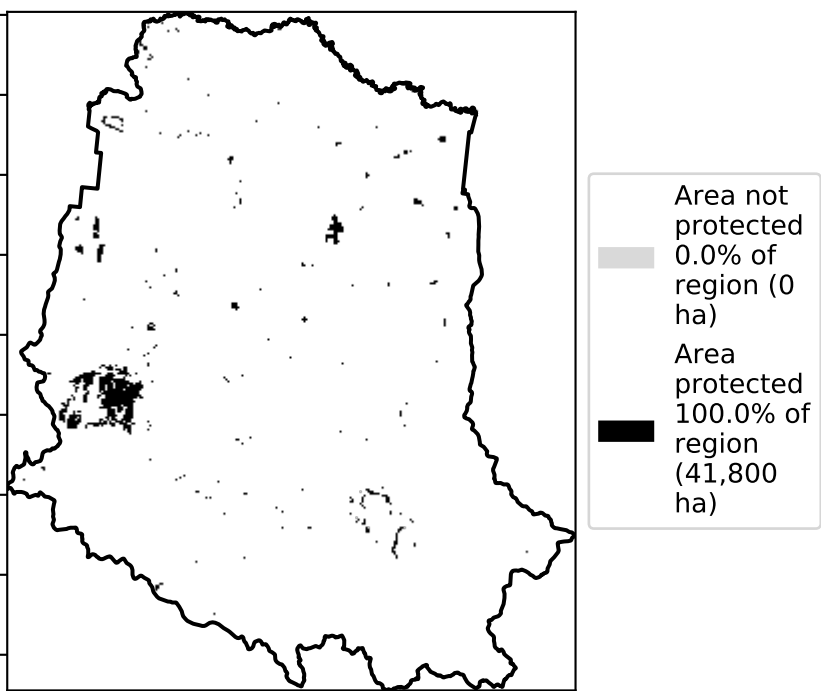 Area not
protected
0.0% of
region (0
ha)
Area
protected
100.0% of
region
(41,800
ha)